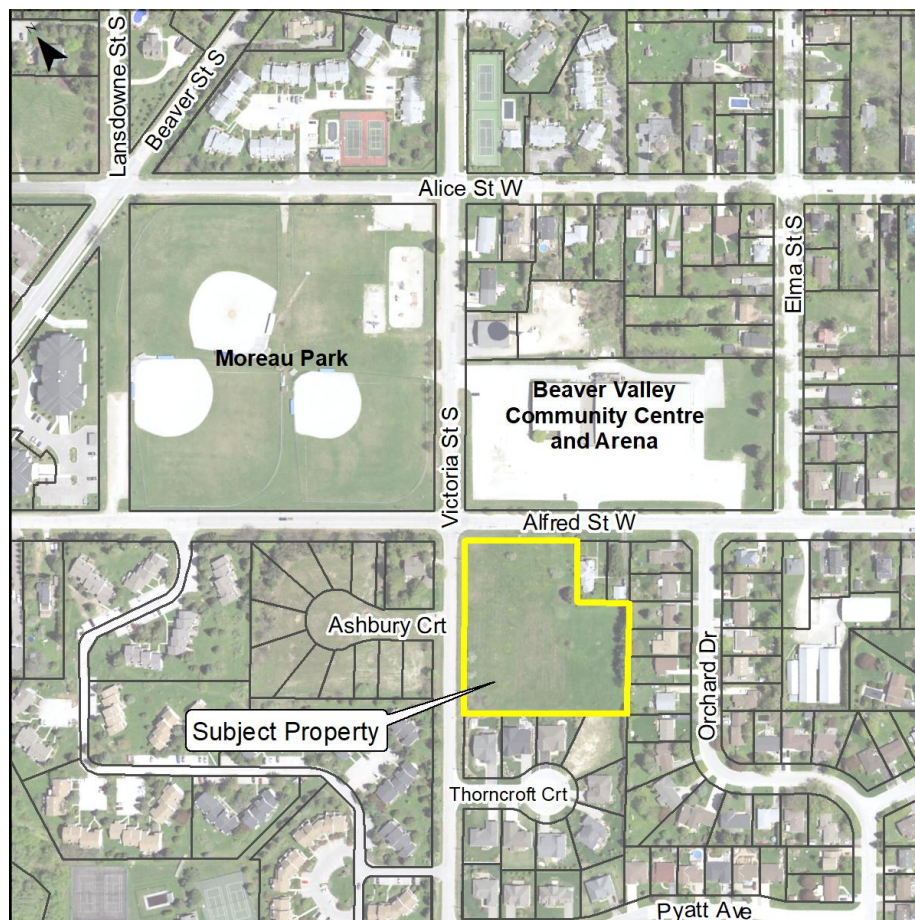 Lansdowne St S
Beaver St S
Alice St W
Elma St S
Moreau Park
Beaver Valley
Community Centre
and Arena
Victoria St S
Alfred St W
Ashbury Crt
Orchard Dr
Subject Property
Thorncroft Crt
Pyatt Ave